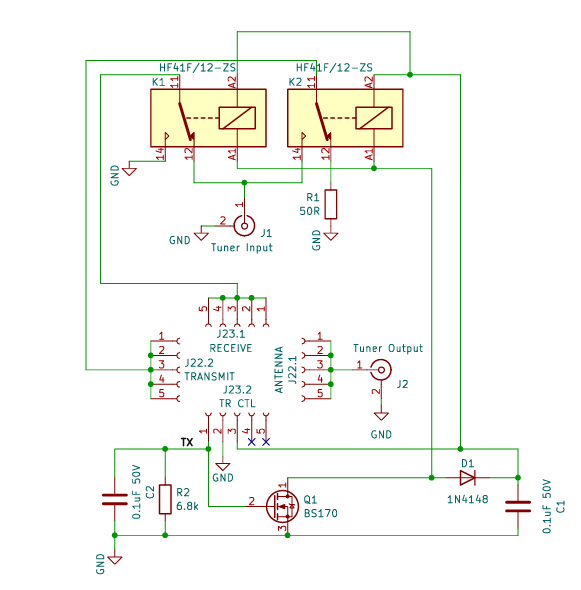 HF41F/12-ZS
HF41F/12-ZS
K1
11
A2
K2
11
A2
14
12
A1
14
12
A1
GND
R1
50R
GND
1
2
J1
GND
Tuner Input
5
4
3
2
1
J23.1
RECEIVE
1
2
3
4
5
J22.2
TRANSMIT
ANTENNA
J22.1
1
2
3
4
5
Tuner Output
1
2
J2
GND
J23.2
TR CTL
1
2
3
4
5
TX
GND
0.1uF 50V
C2
R2
6.8k
2
1
3
Q1
BS170
D1
1N4148
0.1uF 50V
C1
GND